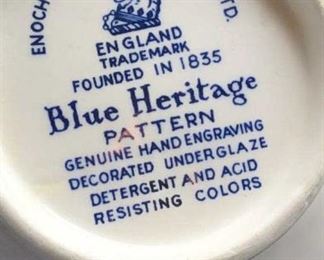 ENOCH
LTD.
ENGLAND
TRADEMARK
FOUNDED IN 1835
Blue Heritage
PATTERN
GENUINE HAND ENGRAVING
DECORATED UNDERGLAZE
DETERGENT AND ACID
RESISTING COLORS